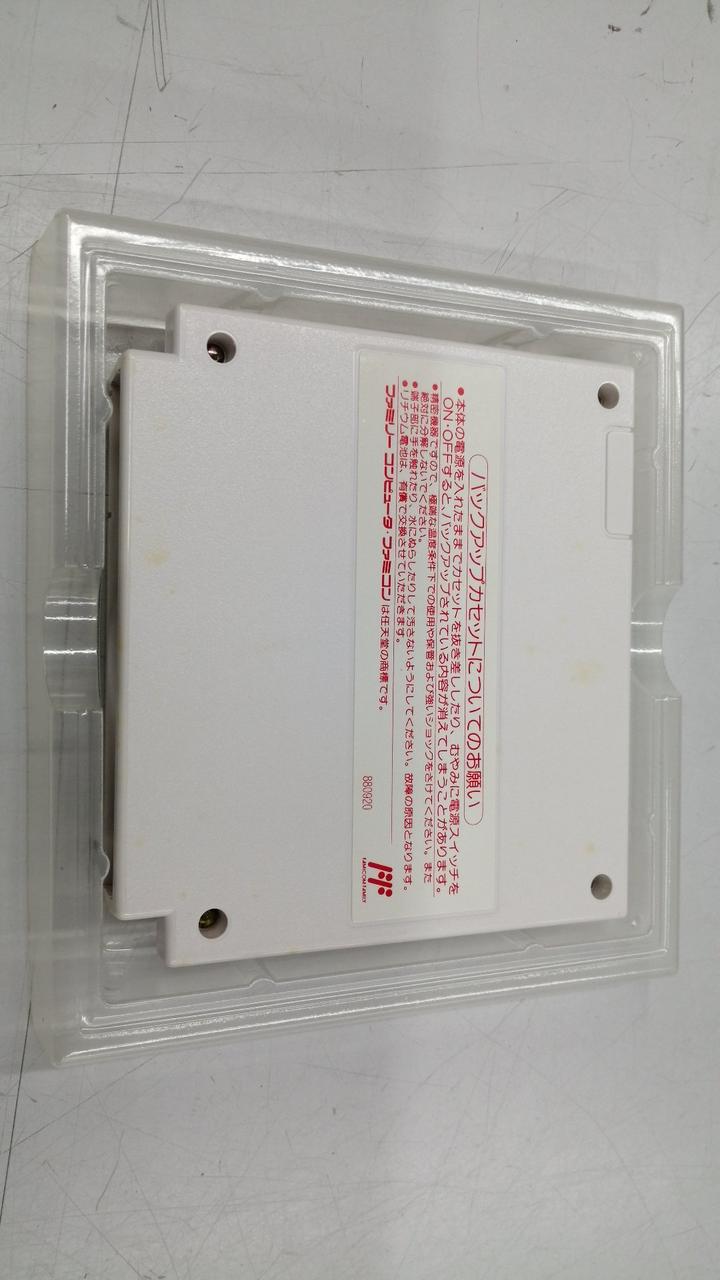 バックアップカセットについてのお願い
●本体の電源を入れたままでカセットを抜き差ししたり、むやみに電源スイッチを
ON・OFFすると、バックアップされている内容が消えてしまうことがあります。
●精密機器ですので、極端な温度条件下での使用や保管および強いショックをさけてください。また
絶対に分解しないでください。
●端子部に手を触れたり、水にぬらしたりして汚さないようにしてください。故障の原因となります。
●リチウム電池は、有償で交換させていただきます。
ファミリーコンピュータ・ファミコンは任天堂の商標です。
880920
FAMICOM FAMILY